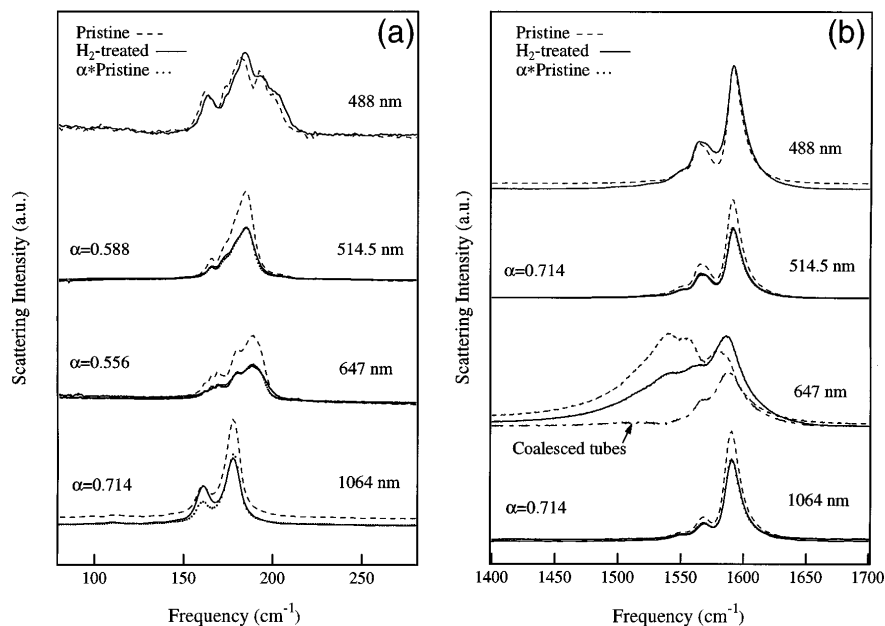 (a)
Pristine
H2-treated
α*Pristine
488 nm
α=0.588
514.5 nm
α=0.556
647 nm
α=0.714
1064 nm
Scattering Intensity (a.u.)
100 150 200 250
Frequency (cm-1)
(b)
Pristine
H2-treated
α*Pristine
488 nm
α=0.714
514.5 nm
647 nm
Coalesced tubes
α=0.714
1064 nm
Scattering Intensity (a.u.)
1400 1500 1550 1600 1650 1700
Frequency (cm-1)